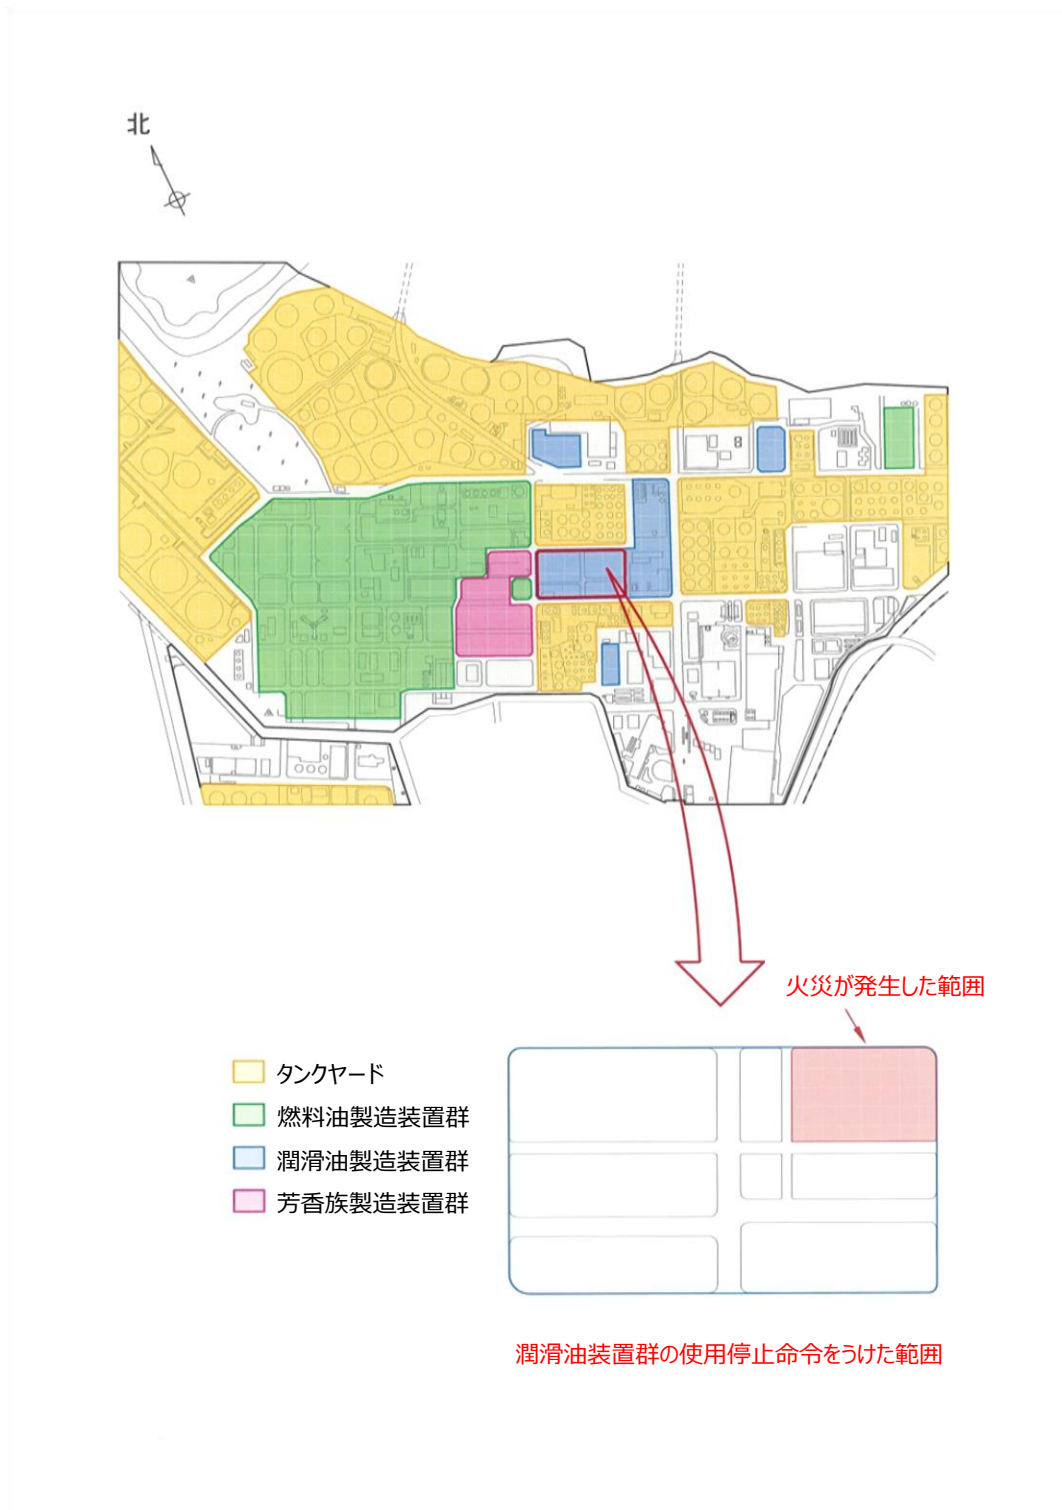 北
火災が発生した範囲
タンクヤード
燃料油製造装置群
潤滑油製造装置群
芳香族製造装置群
潤滑油装置群の使用停止命令をうけた範囲